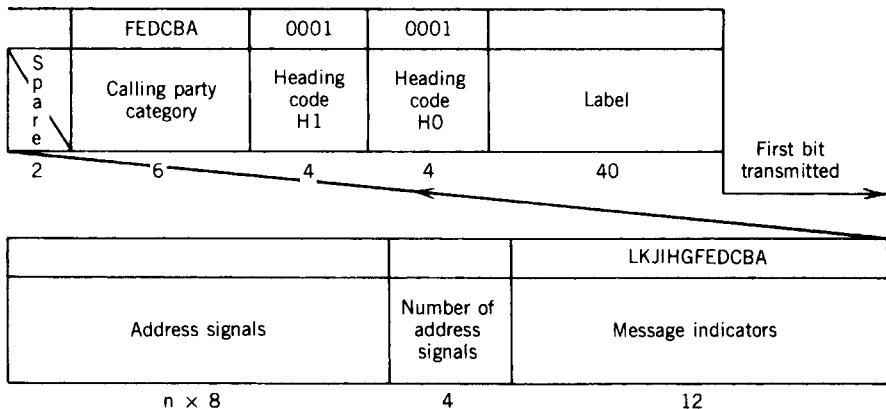 FEDCBA 0001 0001
Spare
Calling party
category
Heading
code
H1
Heading
code
H0
Label
First bit
transmitted
2 6 4 4 40
LKJIHGFEDCBA
Address signals
Number of
address
signals
Message indicators
n × 8 4 12